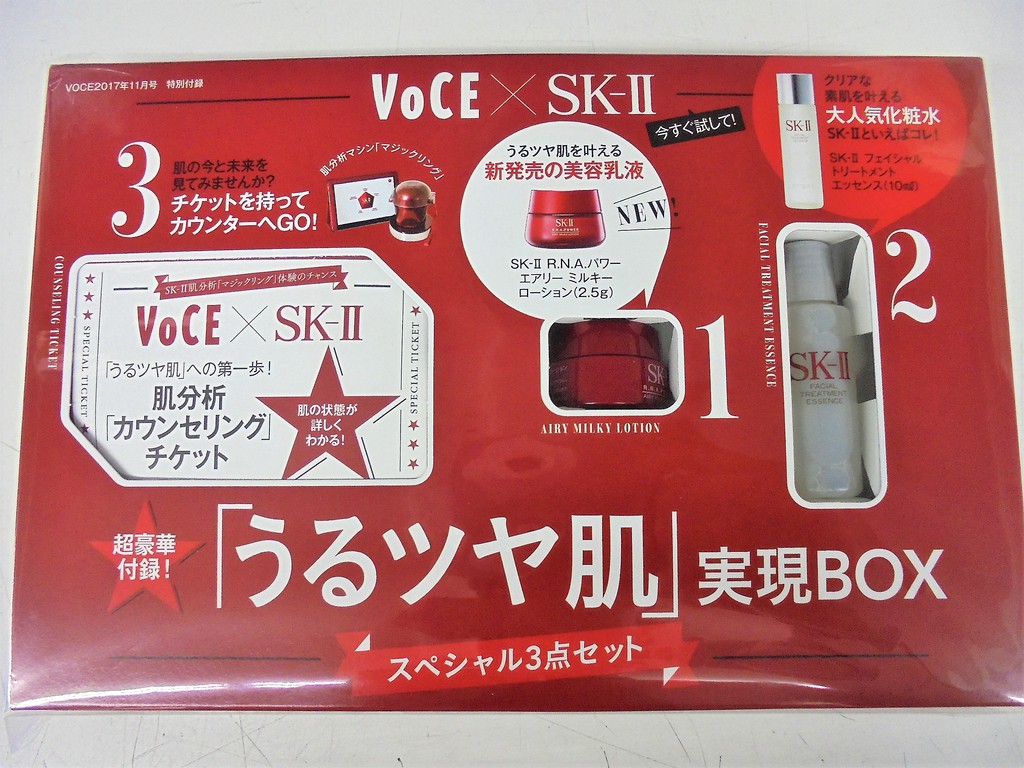 VOCE2017年11月号 特別付録
VoCE×SK-II
3
肌の今と未来を
見てみませんか?
チケットを持って
カウンターへGO!
肌分析マシン「マジックリング」
うるツヤ肌を叶える
新発売の美容乳液
SK-II
R.N.A.POWER
NEW!
SK-II R.N.A.パワー
エアリー ミルキー
ローション(2.5g)
今すぐ試して!
SK-II
クリアな
素肌を叶える
大人気化粧水
SK-IIといえばコレ!
SK-II フェイシャル
トリートメント
エッセンス(10㎖)
COUNSELING TICKET
SPECIAL TICKET
SK-II肌分析「マジックリング」体験のチャンス
VoCE×SK-II
「うるツヤ肌」への第一歩!
肌分析
「カウンセリング」
チケット
肌の状態が
詳しく
わかる!
SPECIAL TICKET
SK
1
AIRY MILKY LOTION
FACIAL TREATMENT ESSENCE
2
SK-II
FACIAL
TREATMENT
ESSENCE
超豪華
付録!
「うるツヤ肌」実現BOX
スペシャル3点セット